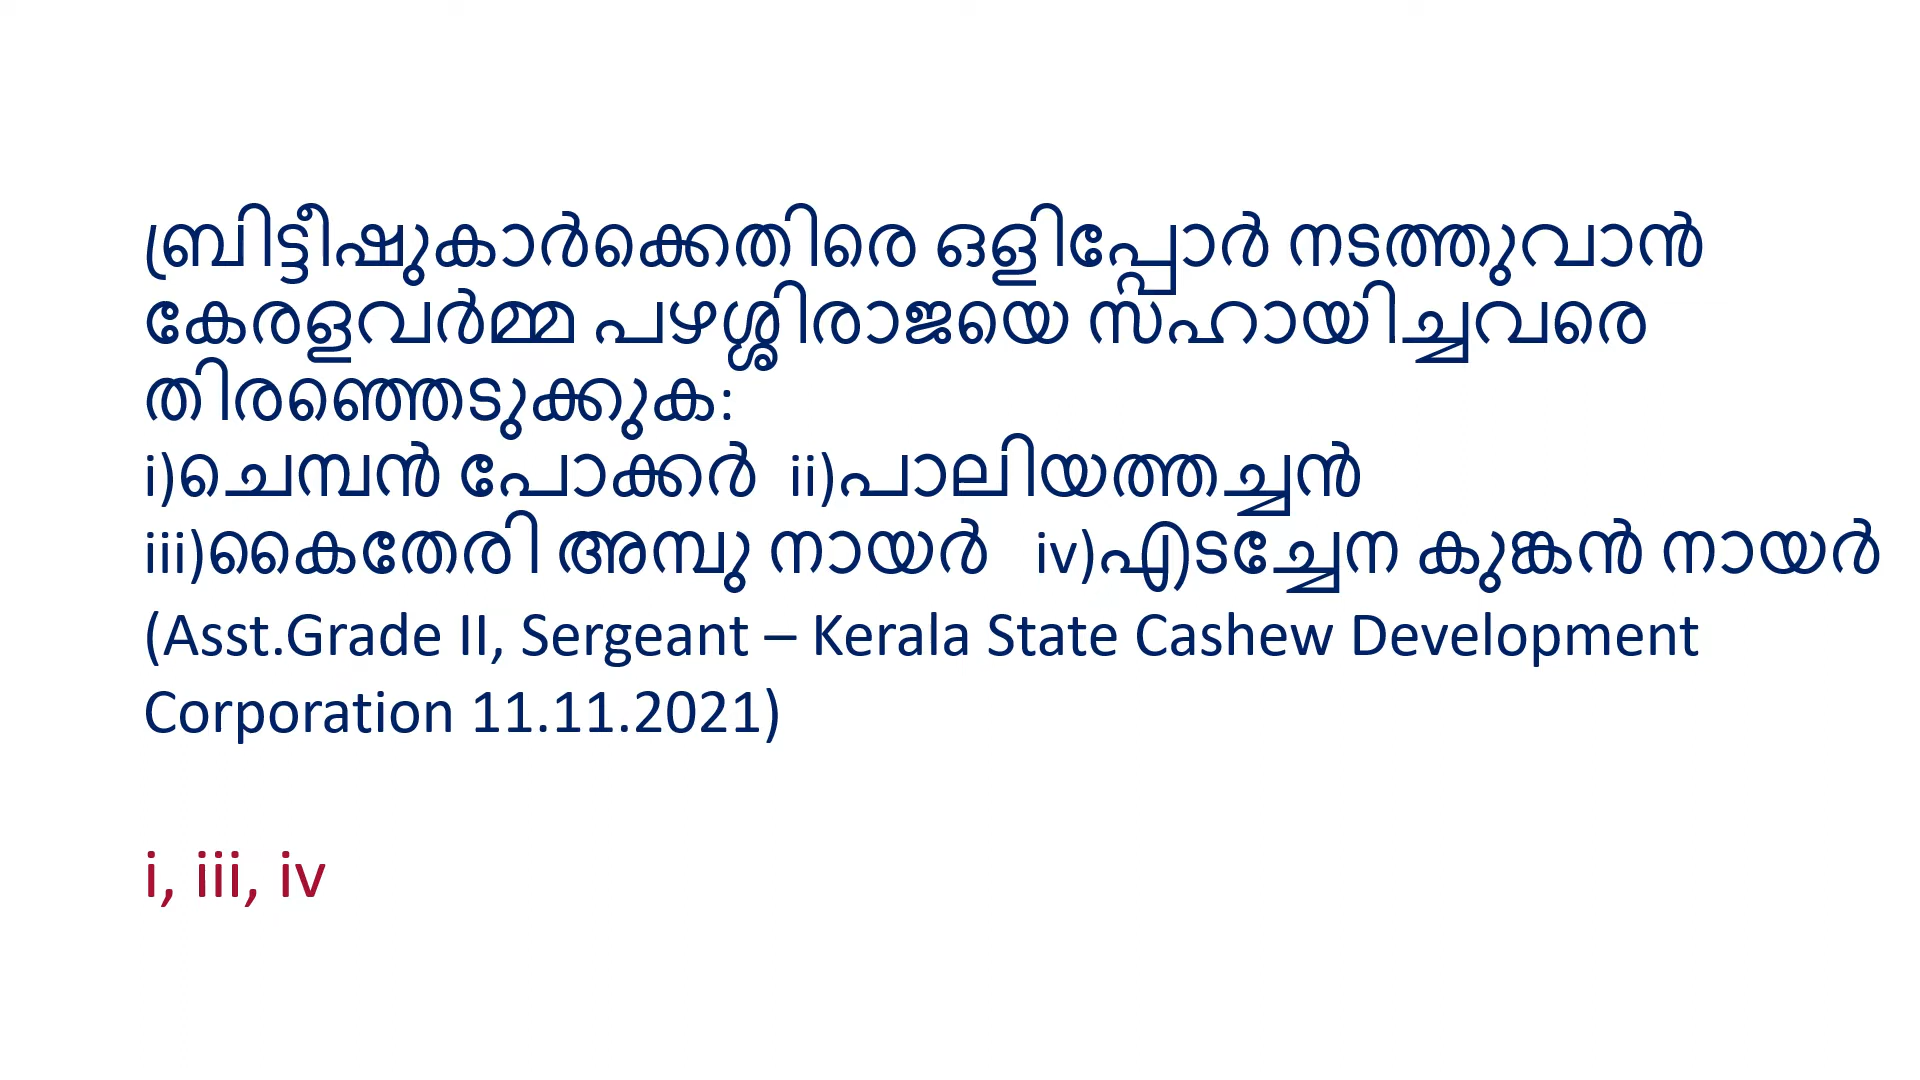 ബ്രിട്ടീഷുകാർക്കെതിരെ ഒളിപ്പോർ നടത്തുവാൻ
കേരളവർമ്മ പഴശ്ശിരാജയെ സഹായിച്ചവരെ
തിരഞ്ഞെടുക്കുക:
i)ചെമ്പൻ പോക്കർ ii)പാലിയത്തച്ചൻ
iii)കൈതേരി അമ്പു നായർ iv)എടച്ചേന കുങ്കൻ നായർ
(Asst.Grade II, Sergeant – Kerala State Cashew Development
Corporation 11.11.2021)
i, iii, iv